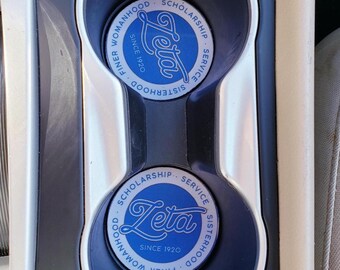 SCHOLARSHIP · SERVICE · SISTERHOOD · FINER WOMANHOOD ·
Zeta
SINCE 1920
SCHOLARSHIP · SERVICE · SISTERHOOD · FINER WOMANHOOD ·
Zeta
SINCE 1920